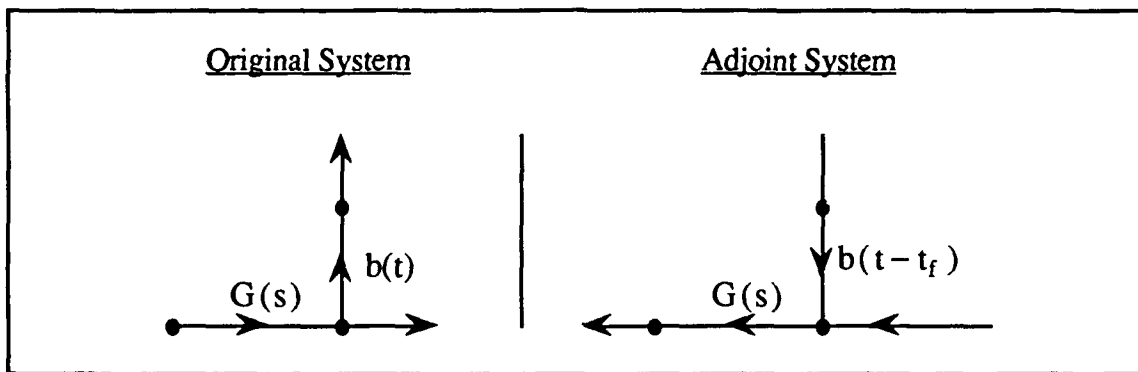 Original System
Adjoint System
b(t)
G(s)
b(t − t_f)
G(s)